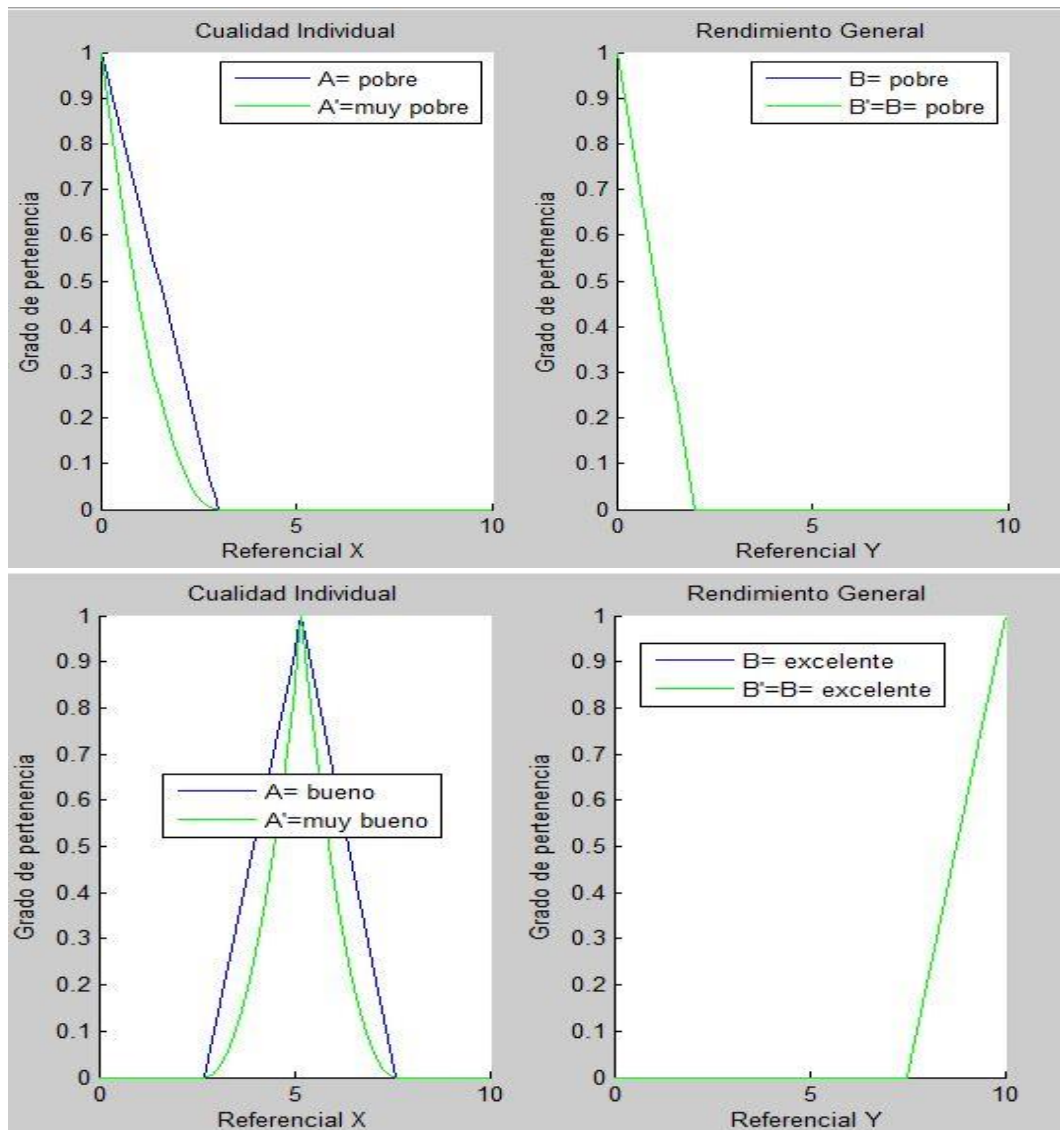 Cualidad Individual
A= pobre
A'=muy pobre
Grado de pertenencia
1
0.9
0.8
0.7
0.6
0.5
0.4
0.3
0.2
0.1
0
0
5
10
Referencial X
Rendimiento General
B= pobre
B'=B= pobre
Grado de pertenencia
1
0.9
0.8
0.7
0.6
0.5
0.4
0.3
0.2
0.1
0
0
5
10
Referencial Y
Cualidad Individual
A= bueno
A'=muy bueno
Grado de pertenencia
1
0.9
0.8
0.7
0.6
0.5
0.4
0.3
0.2
0.1
0
0
5
10
Referencial X
Rendimiento General
B= excelente
B'=B= excelente
Grado de pertenencia
1
0.9
0.8
0.7
0.6
0.5
0.4
0.3
0.2
0.1
0
0
5
10
Referencial Y